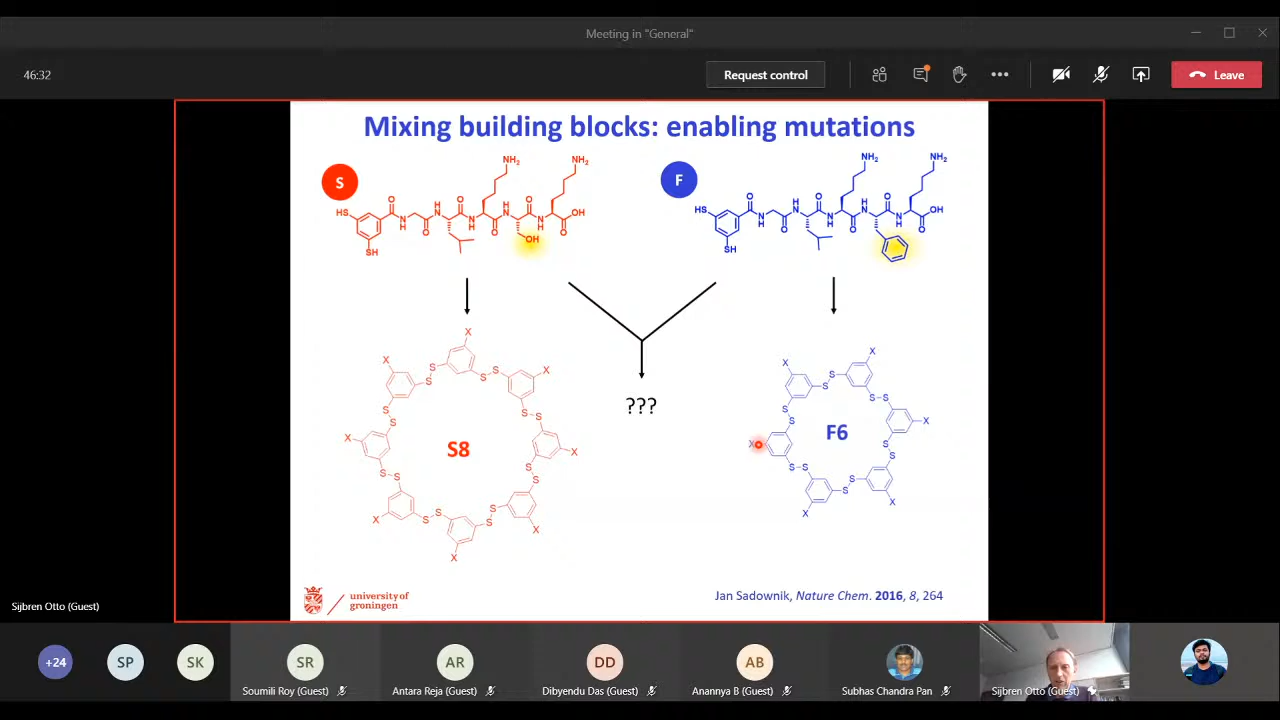 Meeting in "General"
46:32
Request control
Leave
Mixing building blocks: enabling mutations
S
F
NH₂
NH₂
NH₂
NH₂
HS
SH
O
H
N
OH
HS
SH
O
H
N
OH
???
S8
F6
X
S
S
university of
groningen
Jan Sadownik, Nature Chem. 2016, 8, 264
Sijbren Otto (Guest)
+24
SP
SK
SR
AR
DD
AB
Soumili Roy (Guest)
Antara Reja (Guest)
Dibyendu Das (Guest)
Anannya B (Guest)
Subhas Chandra Pan
Sijbren Otto (Guest)